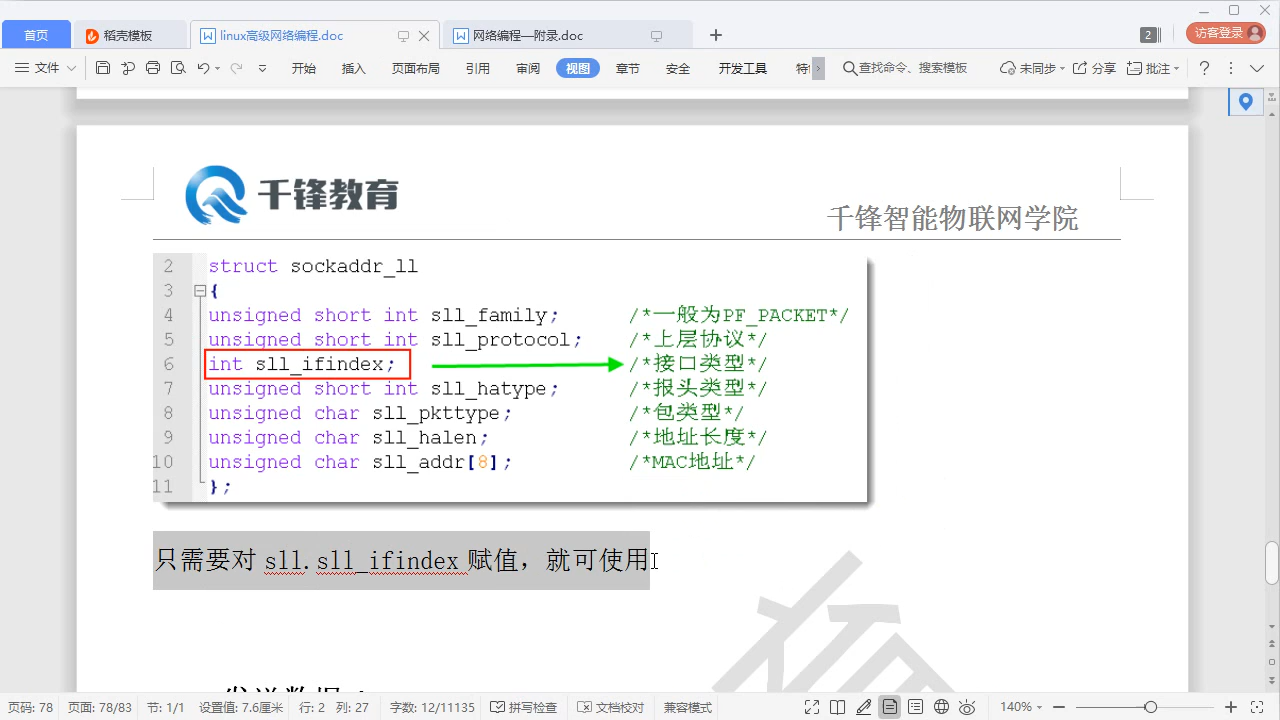 首页 稻壳模板 linux高级网络编程.doc 网络编程—附录.doc 2 访客登录
文件 开始 插入 页面布局 引用 审阅 视图 章节 安全 开发工具 特 查找命令、搜索模板 未同步 分享 批注
千锋教育
千锋智能物联网学院
2 struct sockaddr_ll
3 {
4 unsigned short int sll_family; /*一般为PF_PACKET*/
5 unsigned short int sll_protocol; /*上层协议*/
6 int sll_ifindex; /*接口类型*/
7 unsigned short int sll_hatype; /*报头类型*/
8 unsigned char sll_pkttype; /*包类型*/
9 unsigned char sll_halen; /*地址长度*/
10 unsigned char sll_addr[8]; /*MAC地址*/
11 };
只需要对 sll.sll_ifindex 赋值，就可使用
页码: 78 页面: 78/83 节: 1/1 设置值: 7.6厘米 行: 2 列: 27 字数: 12/11135 拼写检查 文档校对 兼容模式 140%